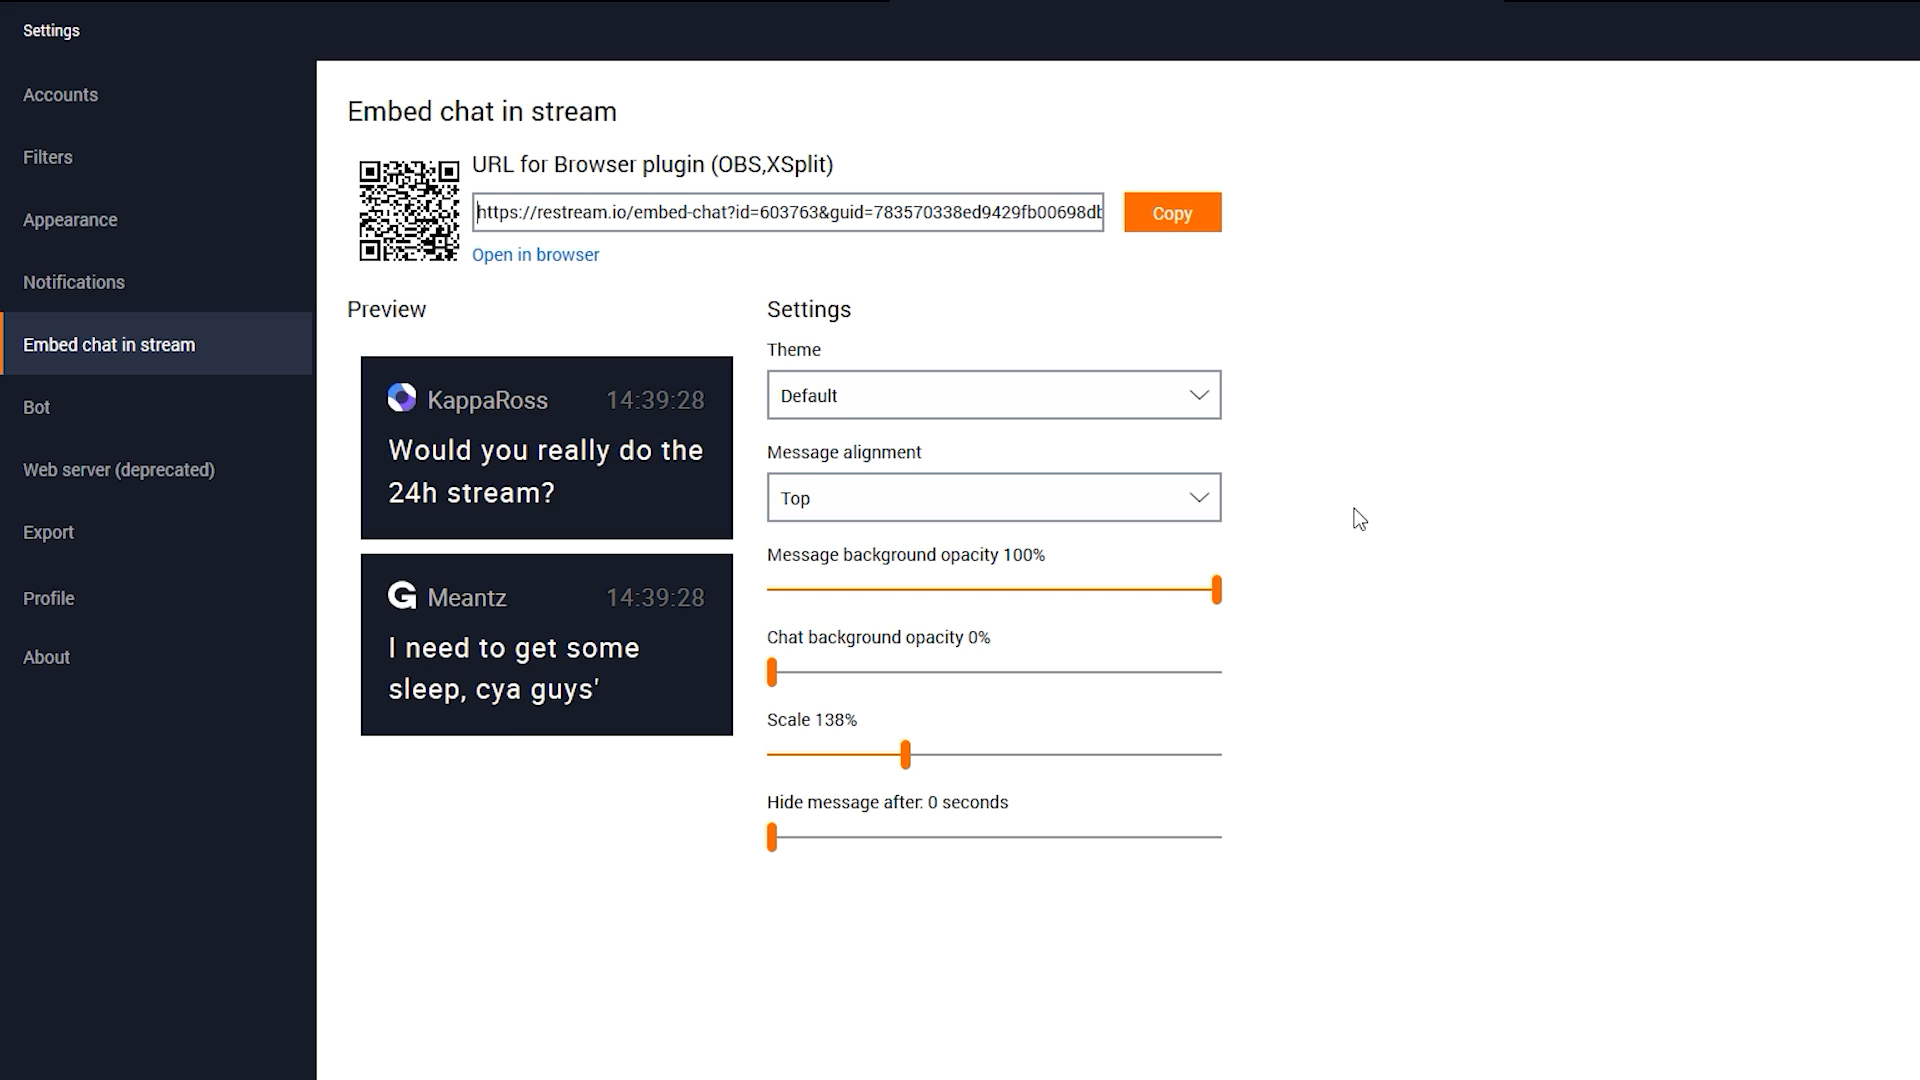 Settings
Accounts
Filters
Appearance
Notifications
Embed chat in stream
Bot
Web server (deprecated)
Export
Profile
About
Embed chat in stream
URL for Browser plugin (OBS,XSplit)
https://restream.io/embed-chat?id=603763&guid=783570338ed9429fb00698db
Copy
Open in browser
Preview
KappaRoss 14:39:28
Would you really do the
24h stream?
G Meantz 14:39:28
I need to get some
sleep, cya guys'
Settings
Theme
Default
Message alignment
Top
Message background opacity 100%
Chat background opacity 0%
Scale 138%
Hide message after: 0 seconds